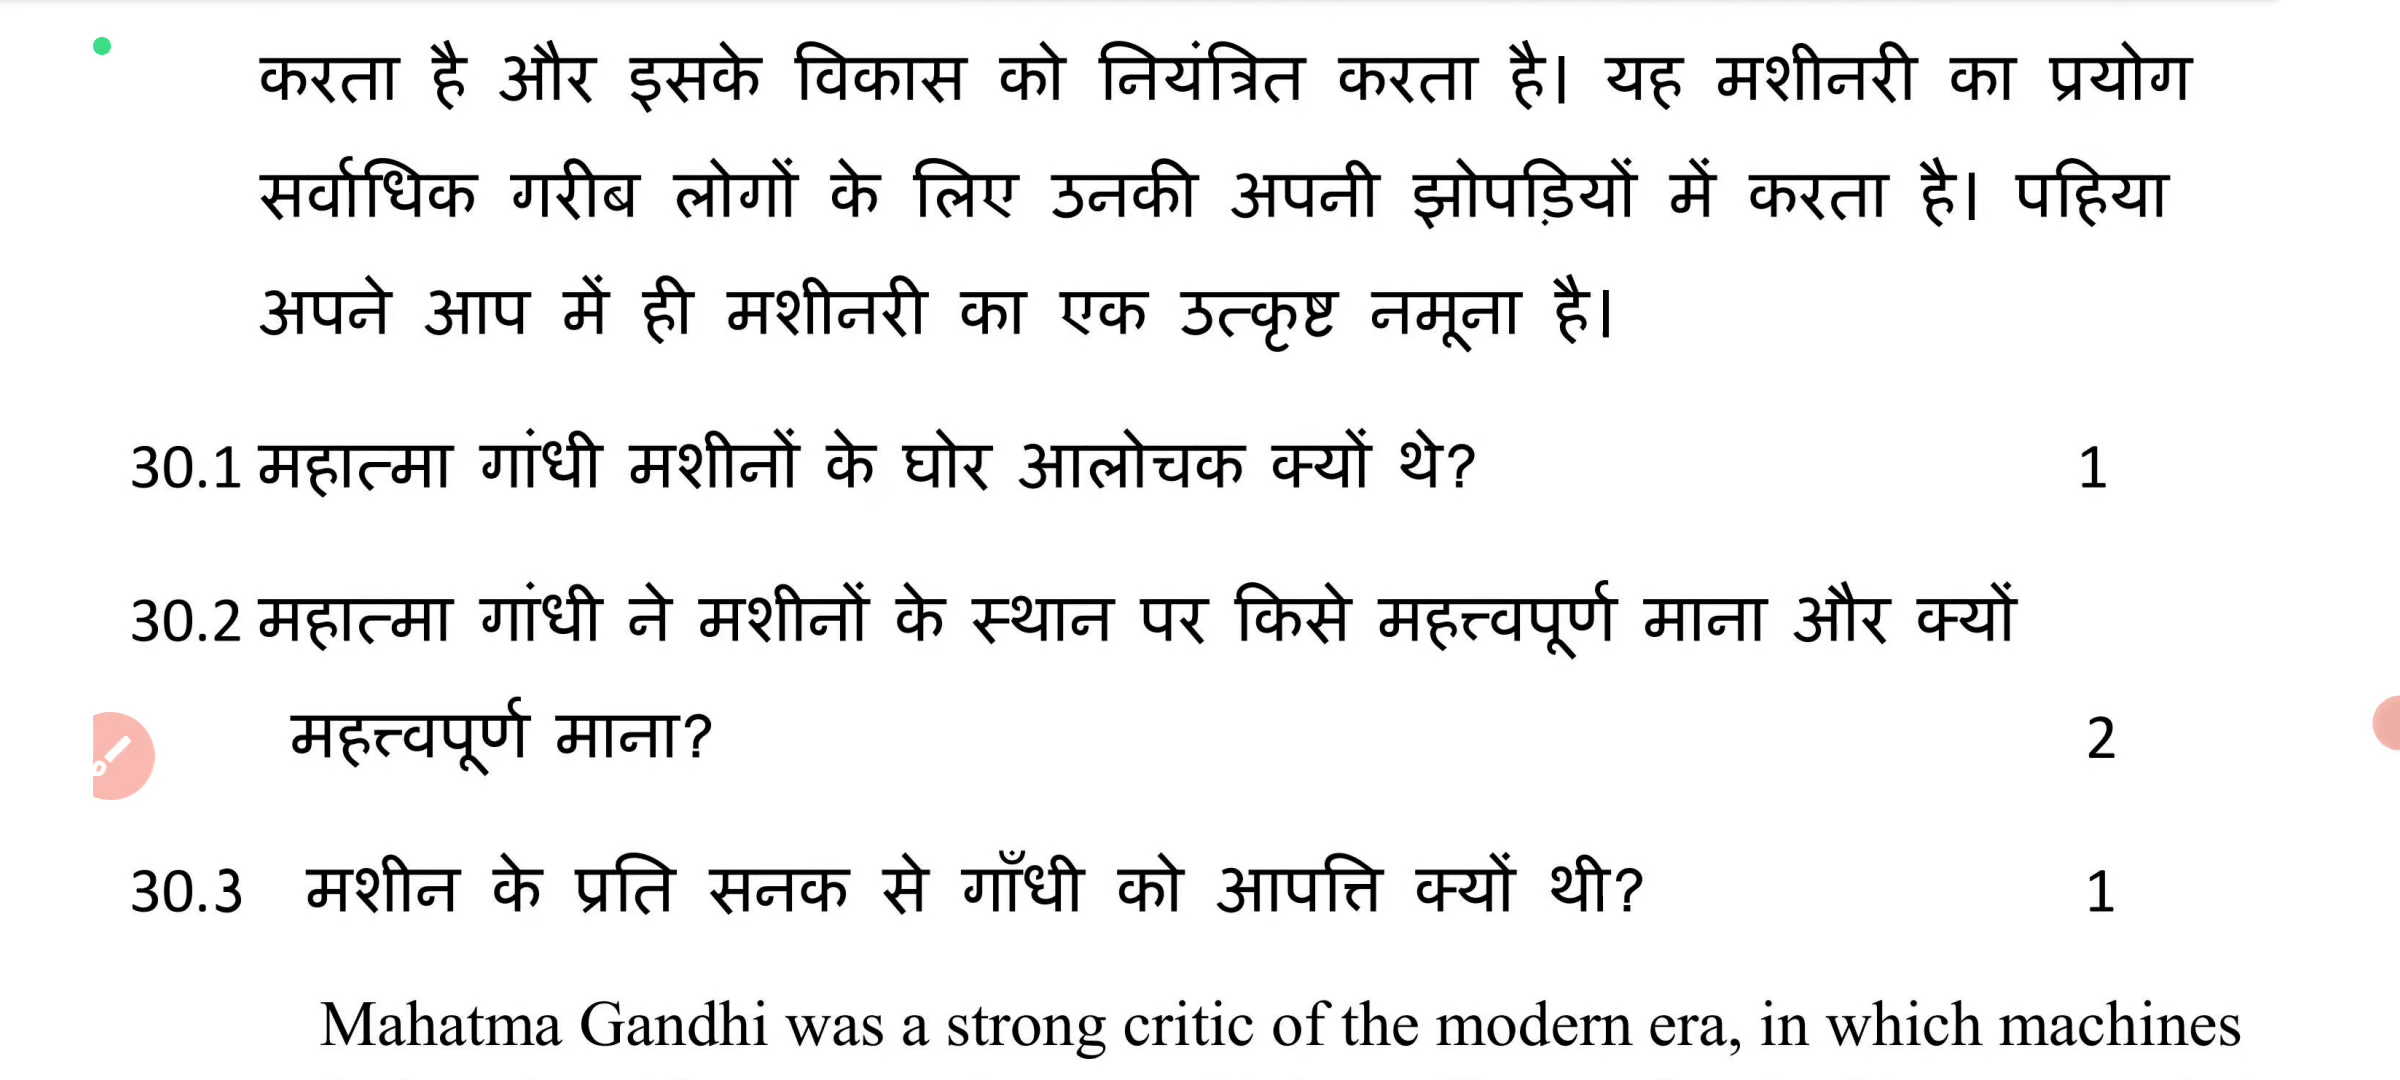 करता है और इसके विकास को नियंत्रित करता है। यह मशीनरी का प्रयोग
सर्वाधिक गरीब लोगों के लिए उनकी अपनी झोपड़ियों में करता है। पहिया
अपने आप में ही मशीनरी का एक उत्कृष्ट नमूना है।
30.1 महात्मा गांधी मशीनों के घोर आलोचक क्यों थे? 1
30.2 महात्मा गांधी ने मशीनों के स्थान पर किसे महत्त्वपूर्ण माना और क्यों
महत्त्वपूर्ण माना? 2
30.3 मशीन के प्रति सनक से गाँधी को आपत्ति क्यों थी? 1
Mahatma Gandhi was a strong critic of the modern era, in which machines